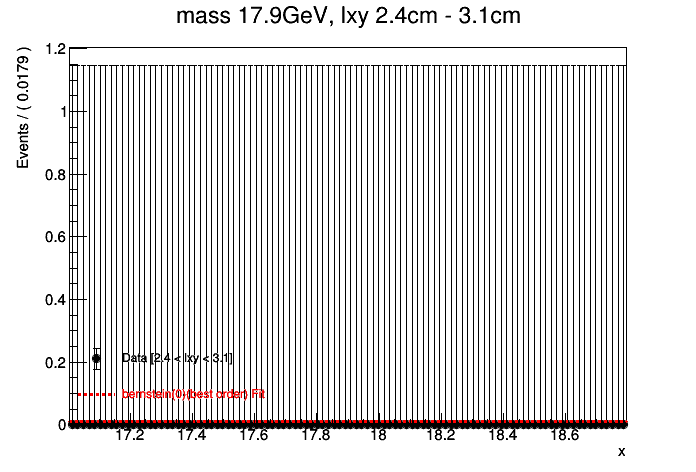 mass 17.9GeV, lxy 2.4cm - 3.1cm
Events / ( 0.0179 )
1.2
1
0.8
0.6
0.4
0.2
0
Data [2.4 < lxy < 3.1]
bernstein(0)(best order) Fit
17.2 17.4 17.6 17.8 18 18.2 18.4 18.6
x